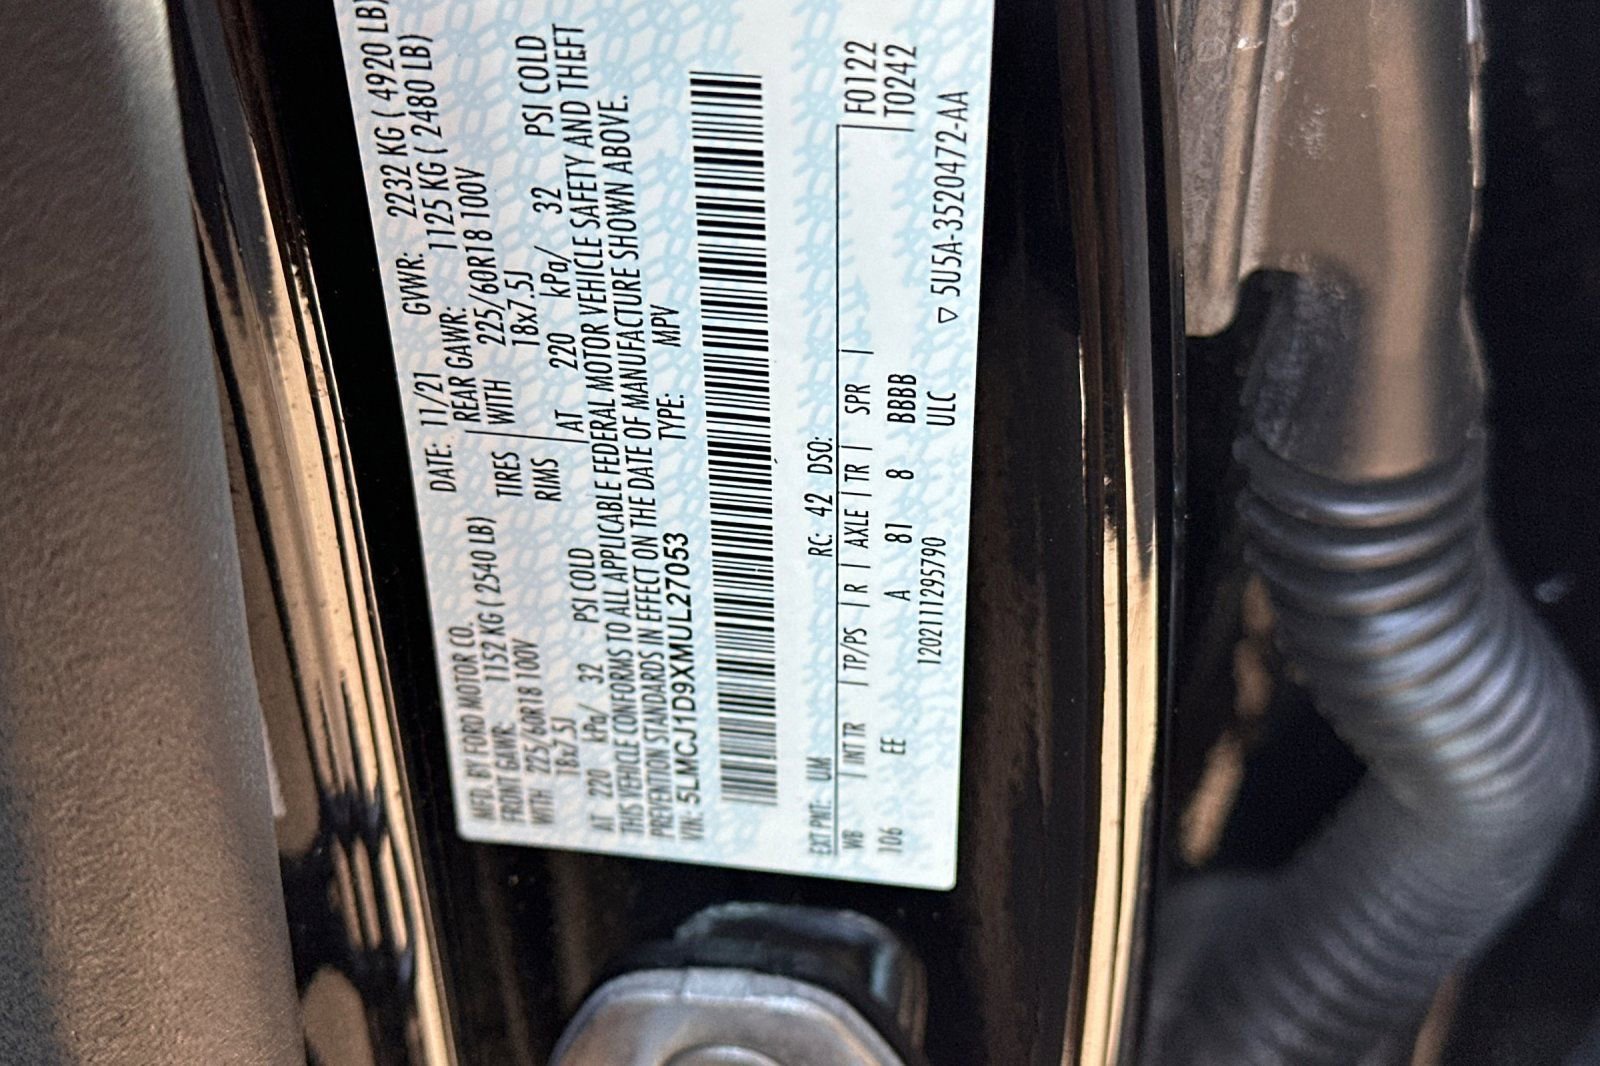 MFD. BY FORD MOTOR CO.
DATE: 11/21 GVWR: 2232 KG ( 4920 LB)
FRONT GAWR: 1152 KG ( 2540 LB)
REAR GAWR: 1125 KG ( 2480 LB)
WITH 225/60R18 100V TIRES WITH 225/60R18 100V
18x7.5J RIMS 18x7.5J
AT 220 kPa/ 32 PSI COLD AT 220 kPa/ 32 PSI COLD
THIS VEHICLE CONFORMS TO ALL APPLICABLE FEDERAL MOTOR VEHICLE SAFETY AND THEFT
PREVENTION STANDARDS IN EFFECT ON THE DATE OF MANUFACTURE SHOWN ABOVE.
VIN: 5LMCJ1D9XMUL27053 TYPE: MPV
EXT PNT: UM RC: 42 DSO: F0122
WB | INT TR | TP/PS | R | AXLE | TR | SPR | T0242
106 EE A 81 8 BBBB
12021111295790 ULC ▽ 5U5A-3520472-AA